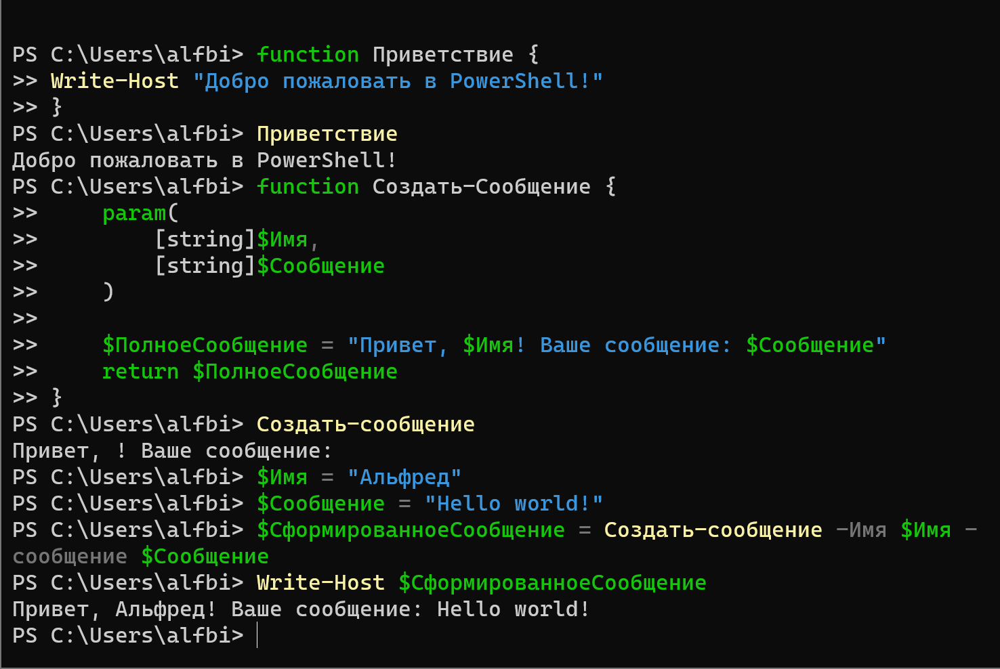 PS C:\Users\alfbi> function Приветствие {
>> Write-Host "Добро пожаловать в PowerShell!"
>> }
PS C:\Users\alfbi> Приветствие
Добро пожаловать в PowerShell!
PS C:\Users\alfbi> function Создать-Сообщение {
>>     param(
>>         [string]$Имя,
>>         [string]$Сообщение
>>     )
>>
>>     $ПолноеСообщение = "Привет, $Имя! Ваше сообщение: $Сообщение"
>>     return $ПолноеСообщение
>> }
PS C:\Users\alfbi> Создать-сообщение
Привет, ! Ваше сообщение:
PS C:\Users\alfbi> $Имя = "Альфред"
PS C:\Users\alfbi> $Сообщение = "Hello world!"
PS C:\Users\alfbi> $СформированноеСообщение = Создать-сообщение -Имя $Имя -
сообщение $Сообщение
PS C:\Users\alfbi> Write-Host $СформированноеСообщение
Привет, Альфред! Ваше сообщение: Hello world!
PS C:\Users\alfbi>